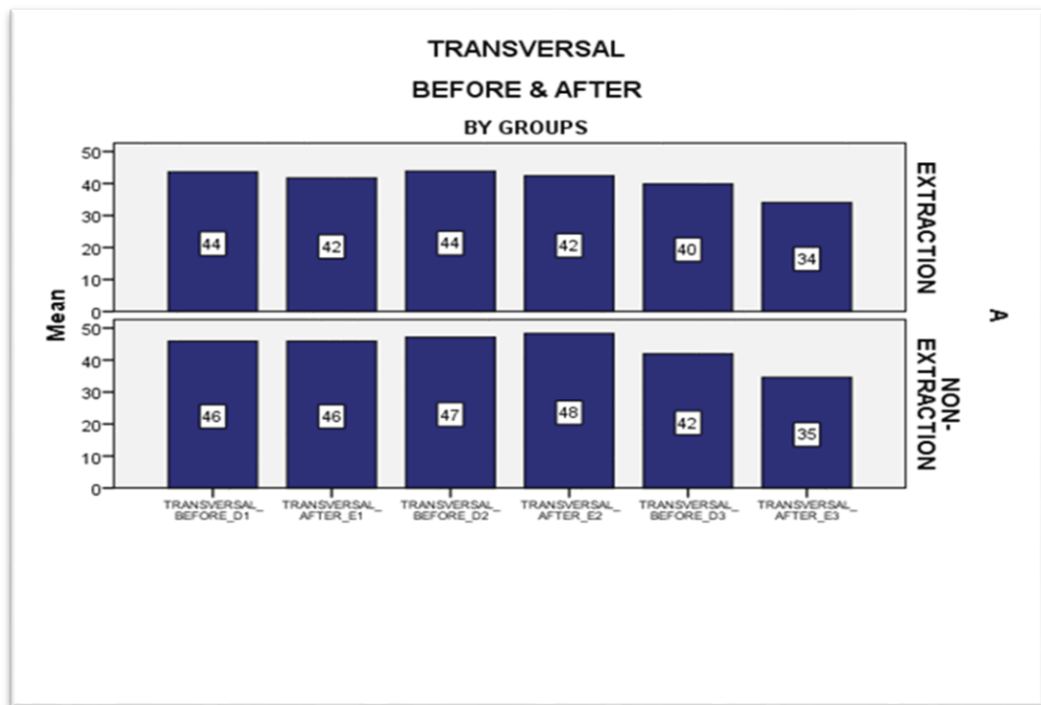 TRANSVERSAL
BEFORE & AFTER
BY GROUPS
Mean
50
40
30
20
10
0
44
42
44
42
40
34
EXTRACTION
50
40
30
20
10
0
46
46
47
48
42
35
NON-
EXTRACTION
A
TRANSVERSAL_
BEFORE_D1
TRANSVERSAL_
AFTER_E1
TRANSVERSAL_
BEFORE_D2
TRANSVERSAL_
AFTER_E2
TRANSVERSAL_
BEFORE_D3
TRANSVERSAL_
AFTER_E3